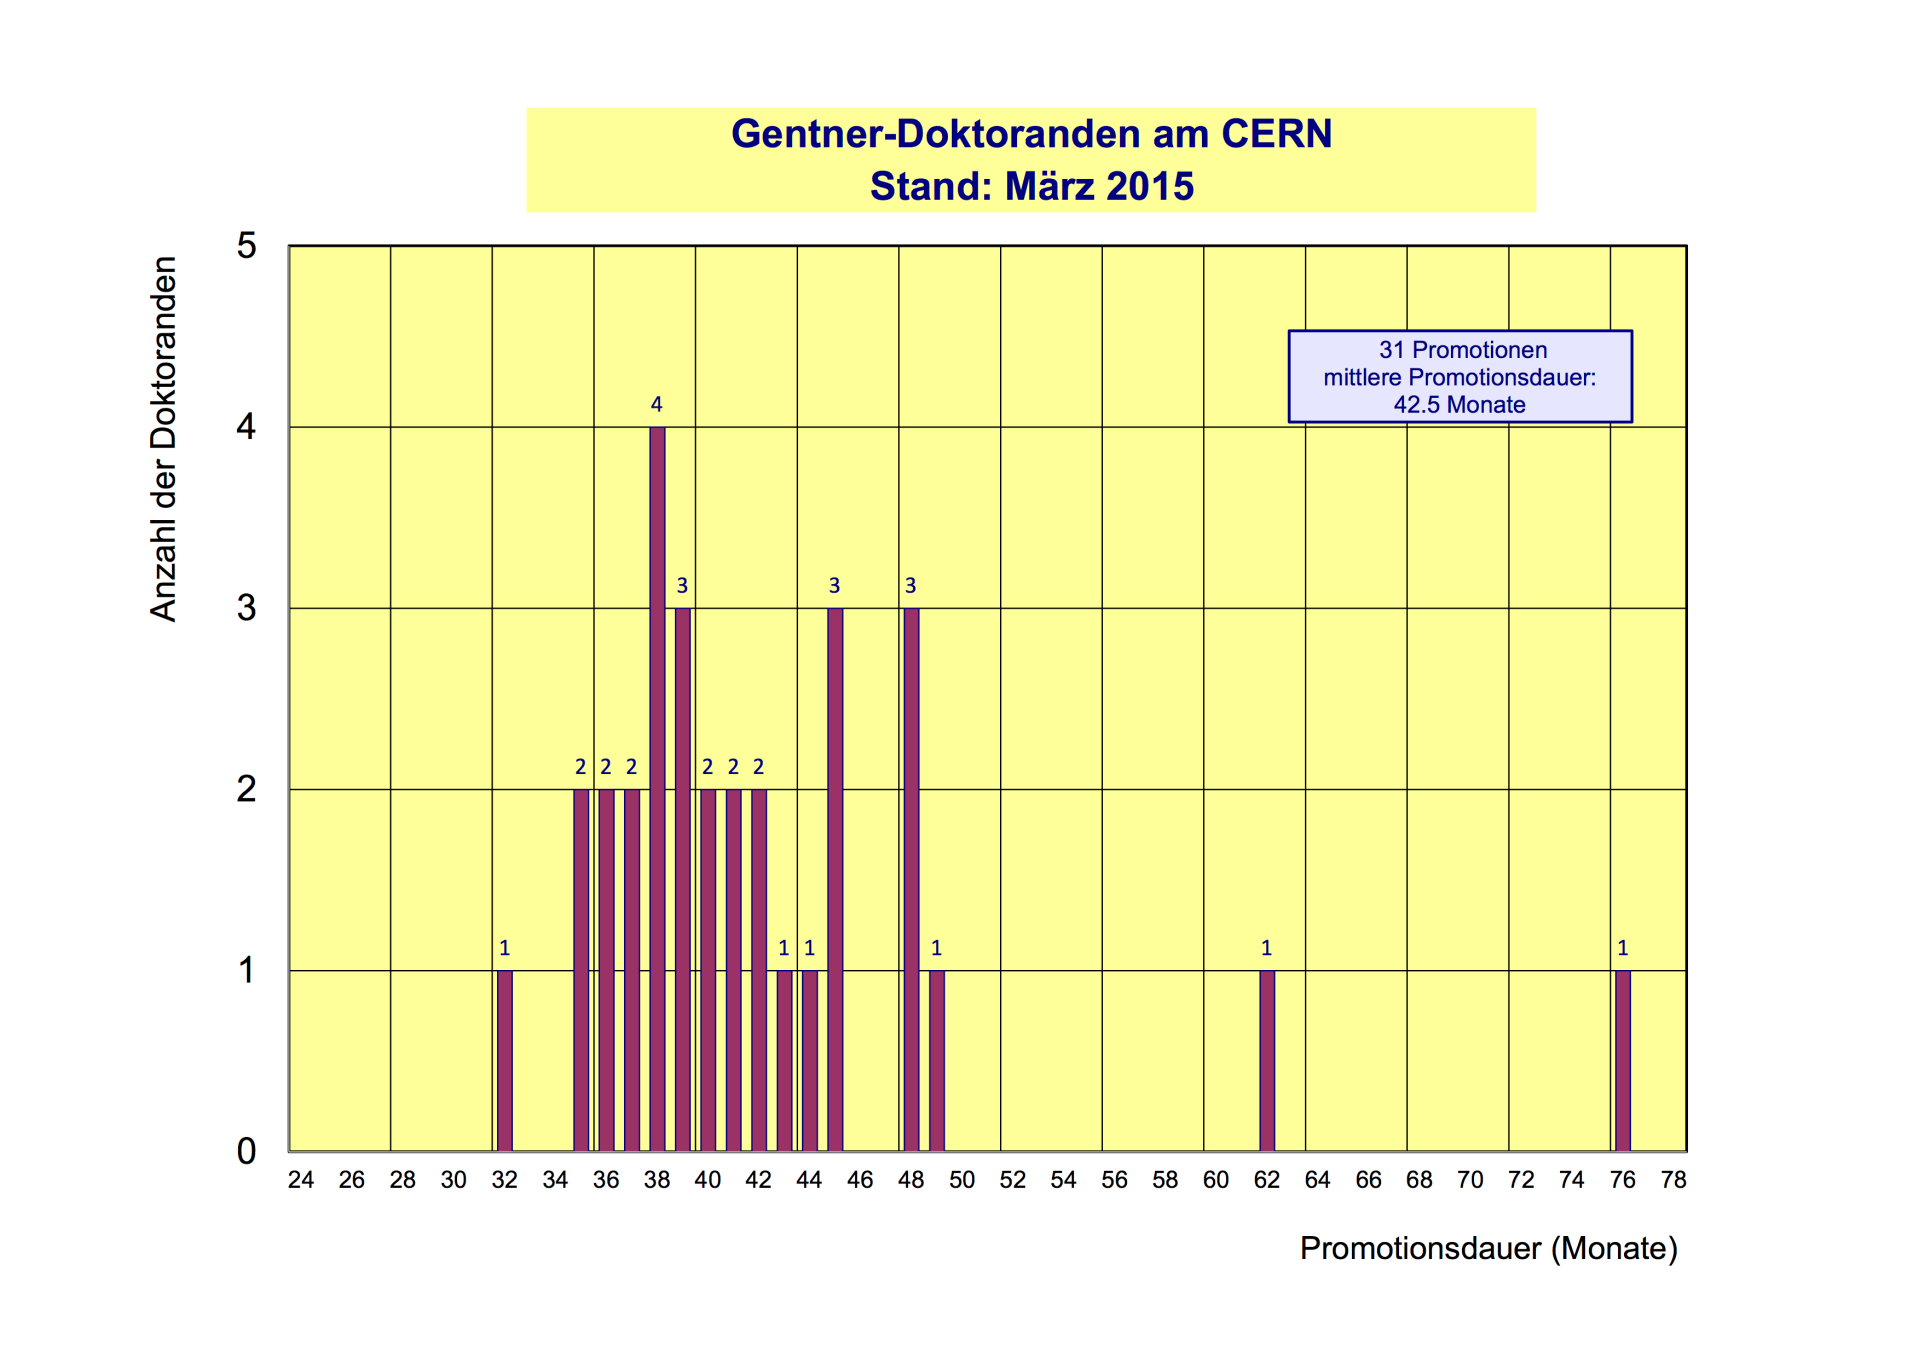 Gentner-Doktoranden am CERN
Stand: März 2015
Anzahl der Doktoranden
5
4
3
2
1
0
31 Promotionen
mittlere Promotionsdauer:
42.5 Monate
4
3 3 3
2 2 2 2 2 2
1 1 1 1 1 1
24 26 28 30 32 34 36 38 40 42 44 46 48 50 52 54 56 58 60 62 64 66 68 70 72 74 76 78
Promotionsdauer (Monate)